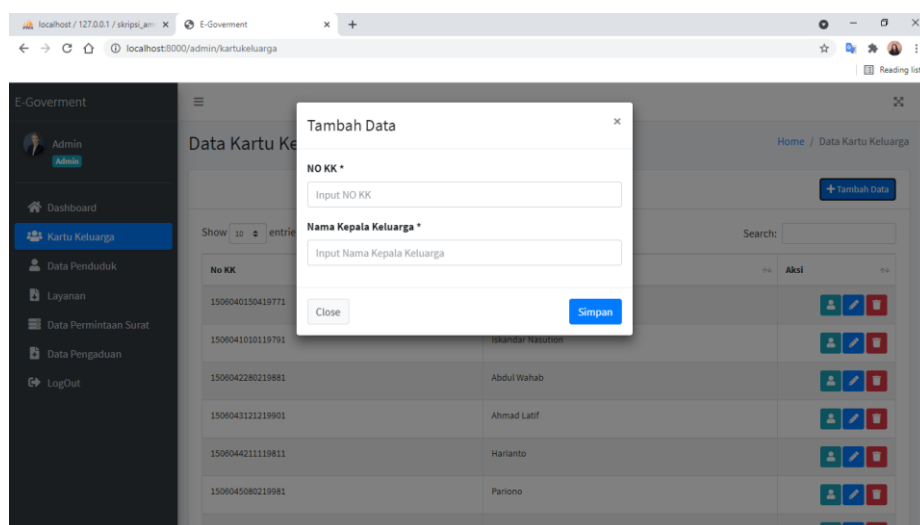 localhost / 127.0.0.1 / skripsi_am
E-Goverment
localhost:8000/admin/kartukeluarga
Reading list
E-Goverment
Admin
Admin
Dashboard
Kartu Keluarga
Data Penduduk
Layanan
Data Permintaan Surat
Data Pengaduan
LogOut
Data Kartu Ke
Home / Data Kartu Keluarga
Tambah Data
Show 10 entrie
Search:
No KK
Aksi
1506040150419771
1506041010119791
Iskandar Nasution
1506042280219881
Abdul Wahab
1506043121219901
Ahmad Latif
1506044211119811
Harianto
1506045080219981
Pariono
Tambah Data
NO KK *
Input NO KK
Nama Kepala Keluarga *
Input Nama Kepala Keluarga
Close
Simpan